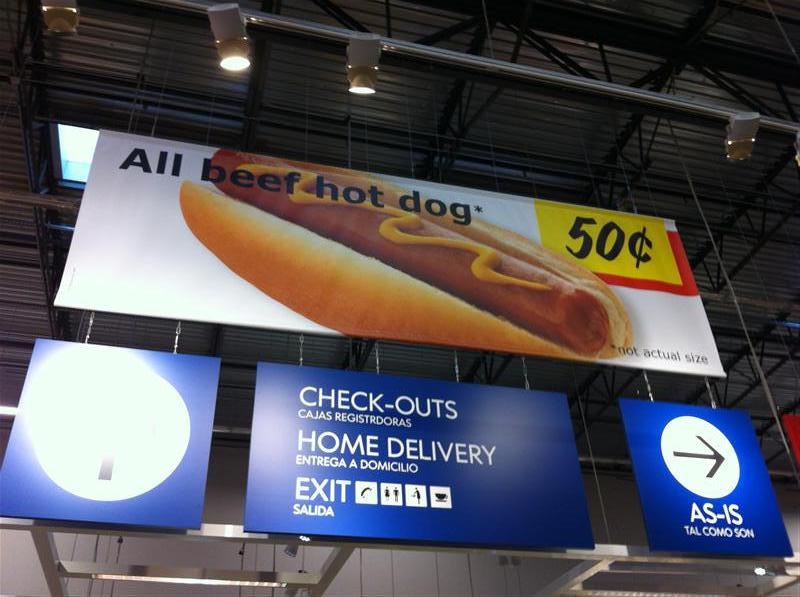 All beef hot dog*
50¢
*not actual size
CHECK-OUTS
CAJAS REGISTRDORAS
HOME DELIVERY
ENTREGA A DOMICILIO
EXIT
SALIDA
AS-IS
TAL COMO SON